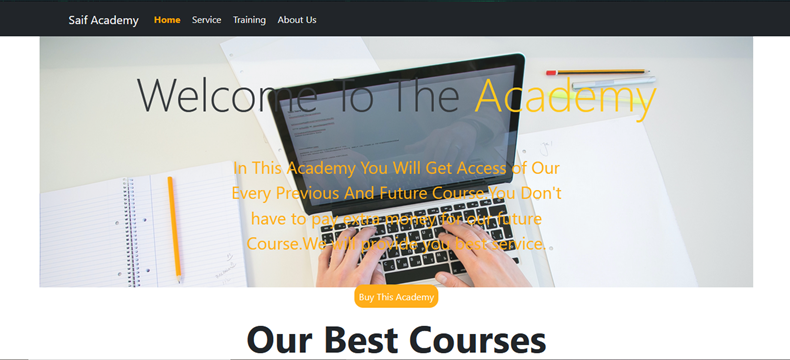 Saif Academy Home Service Training About Us
Welcome To The Academy
In This Academy You Will Get Access of Our
Every Previous And Future Course.You Don't
have to pay extra money for our future
Course.We will provide you best service.
Buy This Academy
Our Best Courses